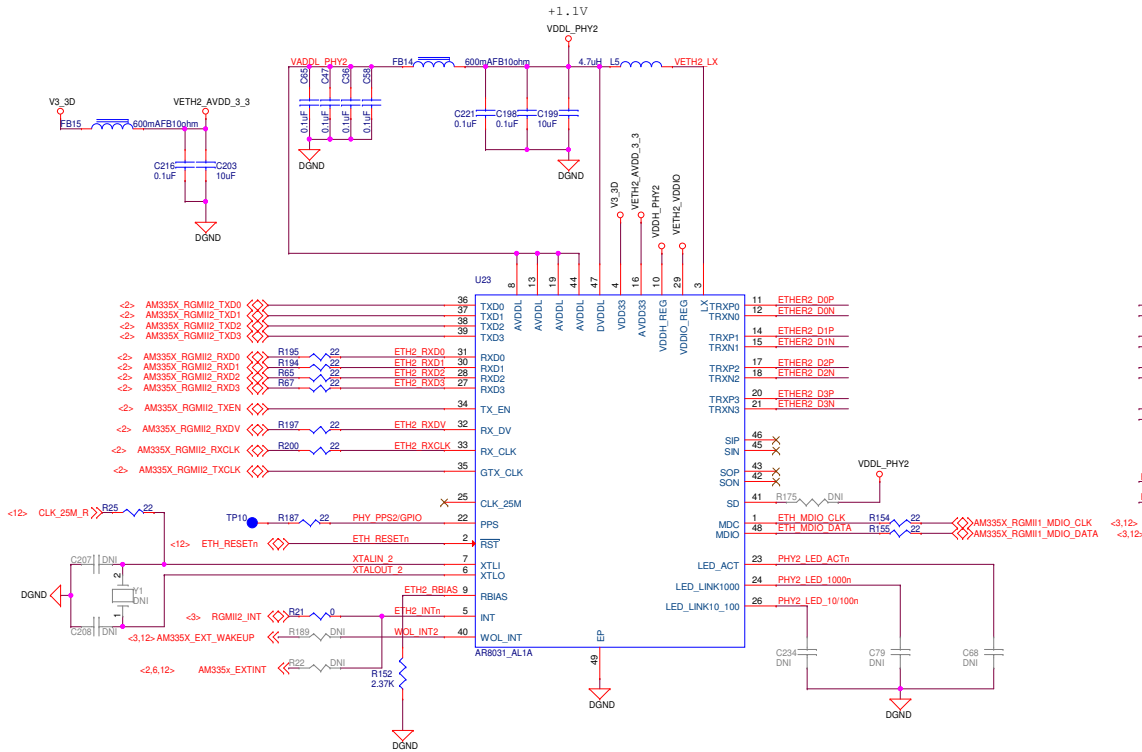 +1.1V
VDDL_PHY2
VADDL_PHY2
FB14
600mAFB10ohm
4.7uH
L5
VETH2_LX
C65
C47
C36
C58
0.1uF
0.1uF
0.1uF
0.1uF
DGND
C221
0.1uF
C198
0.1uF
C199
10uF
DGND
V3_3D
VETH2_AVDD_3_3
FB15
600mAFB10ohm
C216
0.1uF
C203
10uF
DGND
V3_3D
VETH2_AVDD_3_3
VDDH_PHY2
VETH2_VDDIO
U23
8
13
19
44
47
4
16
10
29
3
AVDDL
AVDDL
AVDDL
AVDDL
DVDDL
VDD33
AVDD33
VDDH_REG
VDDIO_REG
LX
<2> AM335X_RGMII2_TXD0 36 TXD0
<2> AM335X_RGMII2_TXD1 37 TXD1
<2> AM335X_RGMII2_TXD2 38 TXD2
<2> AM335X_RGMII2_TXD3 39 TXD3
<2> AM335X_RGMII2_RXD0 R195 22 ETH2_RXD0 31 RXD0
<2> AM335X_RGMII2_RXD1 R194 22 ETH2_RXD1 30 RXD1
<2> AM335X_RGMII2_RXD2 R65 22 ETH2_RXD2 28 RXD2
<2> AM335X_RGMII2_RXD3 R67 22 ETH2_RXD3 27 RXD3
<2> AM335X_RGMII2_TXEN 34 TX_EN
<2> AM335X_RGMII2_RXDV R197 22 ETH2_RXDV 32 RX_DV
<2> AM335X_RGMII2_RXCLK R200 22 ETH2_RXCLK 33 RX_CLK
<2> AM335X_RGMII2_TXCLK 35 GTX_CLK
25 CLK_25M
<12> CLK_25M_R R25 22
TP10 R187 22 PHY_PPS2/GPIO 22 PPS
<12> ETH_RESETn ETH_RESETn 2 RST
XTALIN_2 7 XTLI
XTALOUT_2 6 XTLO
C207 DNI
2
Y1
DNI
1
C208 DNI
DGND
ETH2_RBIAS 9 RBIAS
<3> RGMII2_INT R21 0 ETH2_INTn 5 INT
<3,12> AM335X_EXT_WAKEUP R189 DNI WOL_INT2 40 WOL_INT
<2,6,12> AM335x_EXTINT R22 DNI
R152
2.37K
DGND
AR8031_AL1A
EP
49
DGND
TRXP0 11 ETHER2_D0P
TRXN0 12 ETHER2_D0N
TRXP1 14 ETHER2_D1P
TRXN1 15 ETHER2_D1N
TRXP2 17 ETHER2_D2P
TRXN2 18 ETHER2_D2N
TRXP3 20 ETHER2_D3P
TRXN3 21 ETHER2_D3N
SIP 46
SIN 45
SOP 43
SON 42
VDDL_PHY2
SD 41 R175 DNI
MDC 1 ETH_MDIO_CLK R154 22 AM335X_RGMII1_MDIO_CLK <3,12>
MDIO 48 ETH_MDIO_DATA R155 22 AM335X_RGMII1_MDIO_DATA <3,12>
LED_ACT 23 PHY2_LED_ACTn
LED_LINK1000 24 PHY2_LED_1000n
LED_LINK10_100 26 PHY2_LED_10/100n
C234
DNI
C79
DNI
C68
DNI
DGND